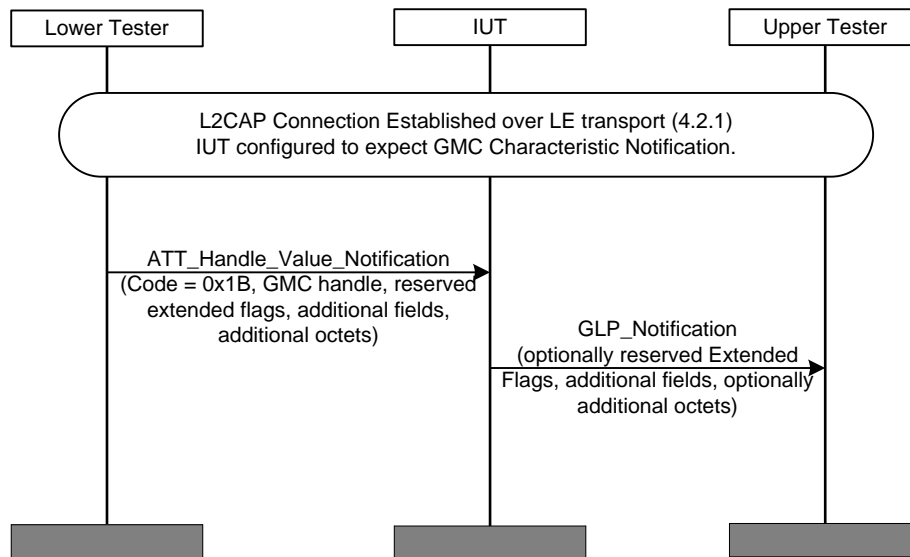 Lower Tester
IUT
Upper Tester
L2CAP Connection Established over LE transport (4.2.1)
IUT configured to expect GMC Characteristic Notification.
ATT_Handle_Value_Notification
(Code = 0x1B, GMC handle, reserved
extended flags, additional fields,
additional octets)
GLP_Notification
(optionally reserved Extended
Flags, additional fields, optionally
additional octets)